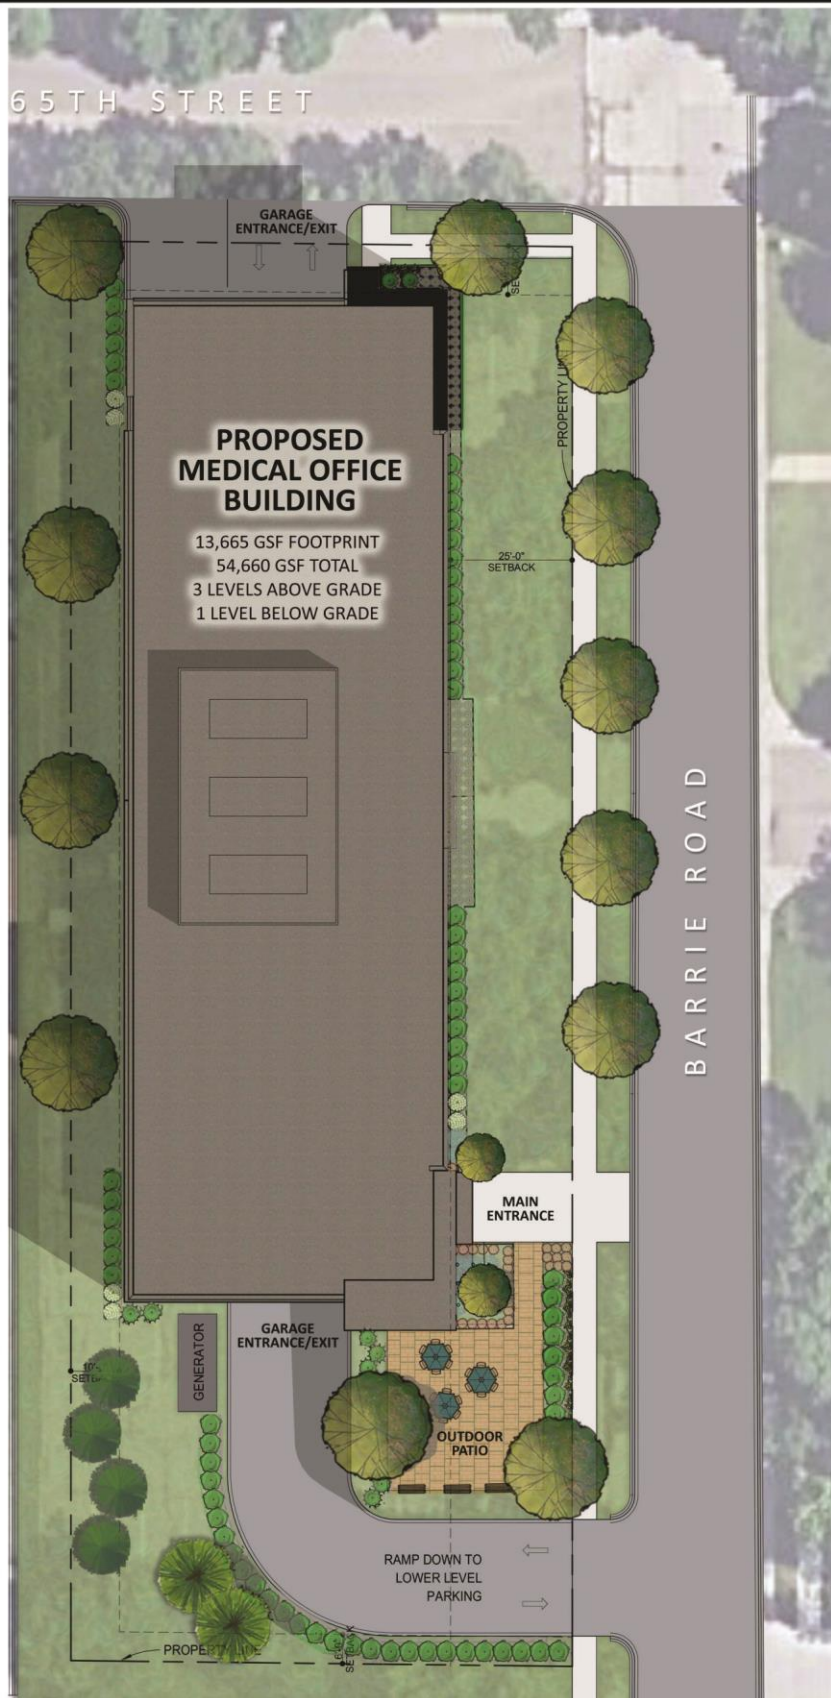 65TH STREET
GARAGE
ENTRANCE/EXIT
PROPERTY
PROPOSED
MEDICAL OFFICE
BUILDING
13,665 GSF FOOTPRINT
54,660 GSF TOTAL
3 LEVELS ABOVE GRADE
1 LEVEL BELOW GRADE
25'-0"
SETBACK
BARRIE ROAD
MAIN
ENTRANCE
GARAGE
ENTRANCE/EXIT
GENERATOR
OUTDOOR
PATIO
RAMP DOWN TO
LOWER LEVEL
PARKING
PROPERTY LINE
SETBACK